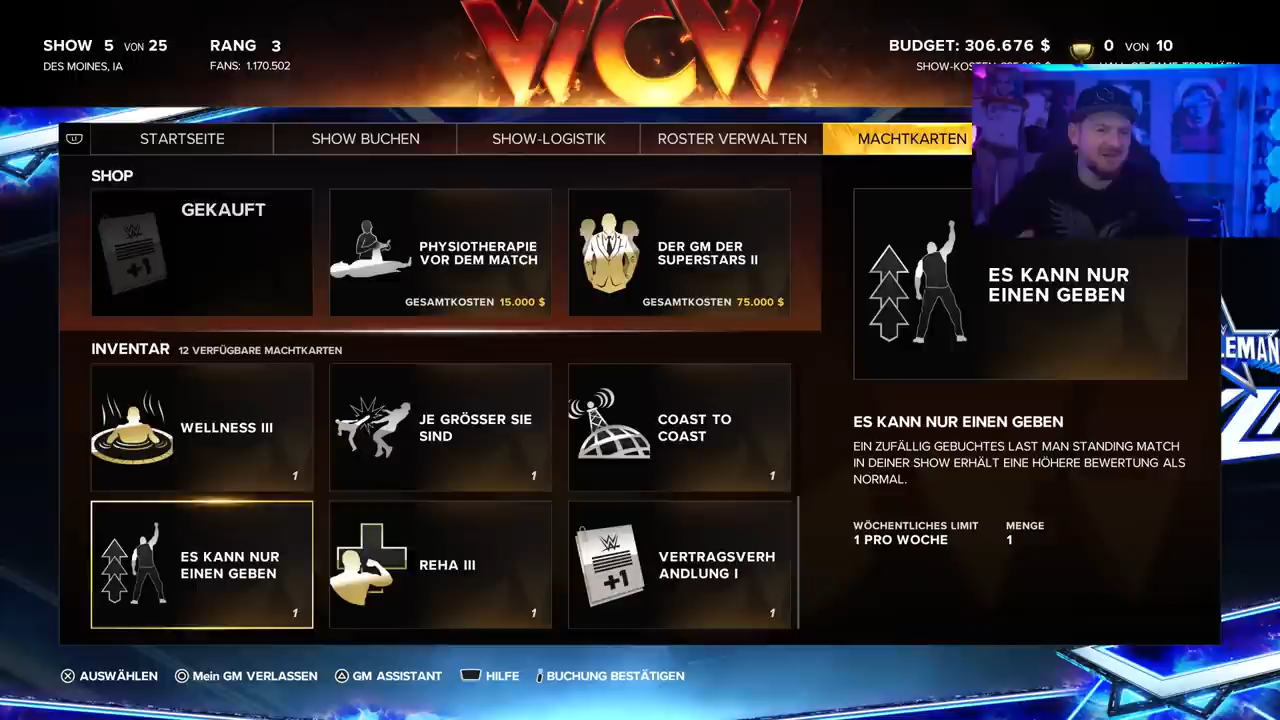 WCW
SHOW 5 VON 25
DES MOINES, IA
RANG 3
FANS: 1.170.502
BUDGET: 306.676 $
0 VON 10
STARTSEITE
SHOW BUCHEN
SHOW-LOGISTIK
ROSTER VERWALTEN
MACHTKARTEN
SHOP
GEKAUFT
+1
PHYSIOTHERAPIE
VOR DEM MATCH
GESAMTKOSTEN 15.000 $
DER GM DER
SUPERSTARS II
GESAMTKOSTEN 75.000 $
INVENTAR 12 VERFÜGBARE MACHTKARTEN
WELLNESS III
1
JE GRÖSSER SIE
SIND
1
COAST TO
COAST
1
ES KANN NUR
EINEN GEBEN
1
REHA III
1
VERTRAGSVERH
ANDLUNG I
+1
1
ES KANN NUR
EINEN GEBEN
ES KANN NUR EINEN GEBEN
EIN ZUFÄLLIG GEBUCHTES LAST MAN STANDING MATCH
IN DEINER SHOW ERHÄLT EINE HÖHERE BEWERTUNG ALS
NORMAL.
WÖCHENTLICHES LIMIT
1 PRO WOCHE
MENGE
1
AUSWÄHLEN
Mein GM VERLASSEN
GM ASSISTANT
HILFE
BUCHUNG BESTÄTIGEN